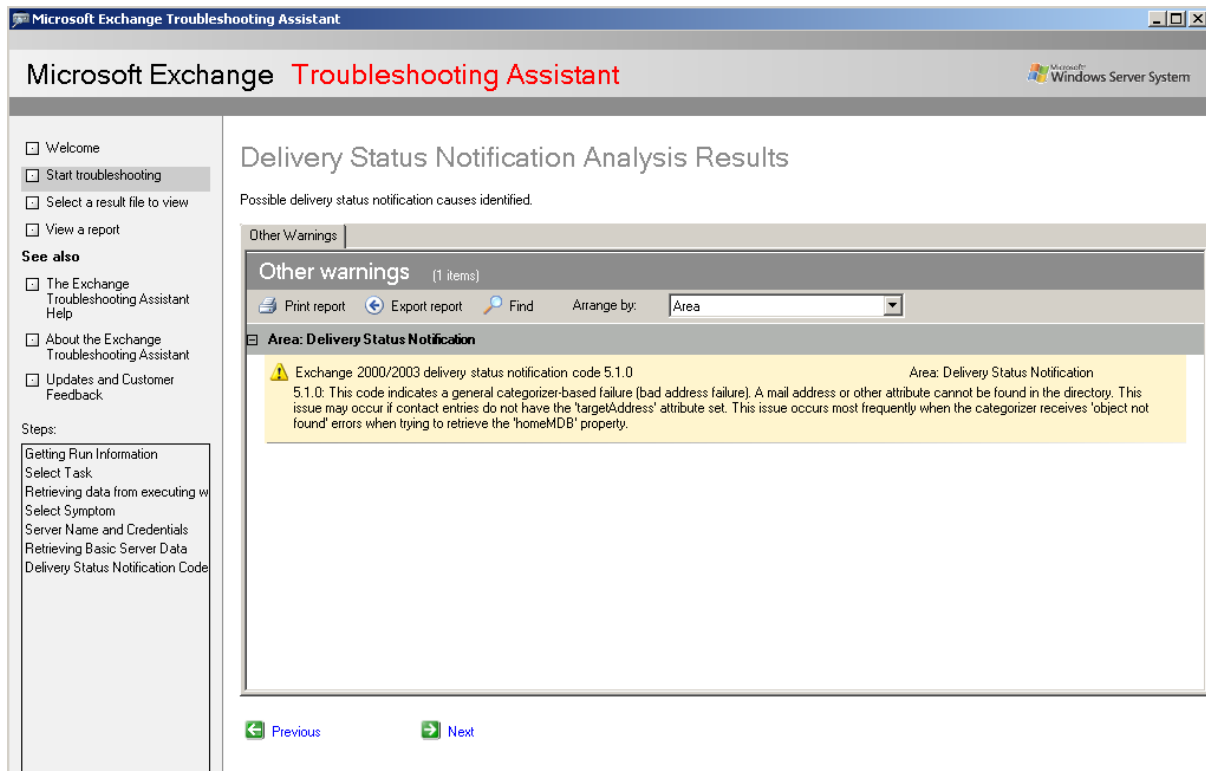 Microsoft Exchange Troubleshooting Assistant
Microsoft Exchange Troubleshooting Assistant
Microsoft
Windows Server System
Welcome
Start troubleshooting
Select a result file to view
View a report
See also
The Exchange
Troubleshooting Assistant
Help
About the Exchange
Troubleshooting Assistant
Updates and Customer
Feedback
Steps:
Getting Run Information
Select Task
Retrieving data from executing w
Select Symptom
Server Name and Credentials
Retrieving Basic Server Data
Delivery Status Notification Code
Delivery Status Notification Analysis Results
Possible delivery status notification causes identified.
Other Warnings
Other warnings (1 items)
Print report Export report Find Arrange by: Area
Area: Delivery Status Notification
Exchange 2000/2003 delivery status notification code 5.1.0 Area: Delivery Status Notification
5.1.0: This code indicates a general categorizer-based failure (bad address failure). A mail address or other attribute cannot be found in the directory. This
issue may occur if contact entries do not have the 'targetAddress' attribute set. This issue occurs most frequently when the categorizer receives 'object not
found' errors when trying to retrieve the 'homeMDB' property.
Previous Next